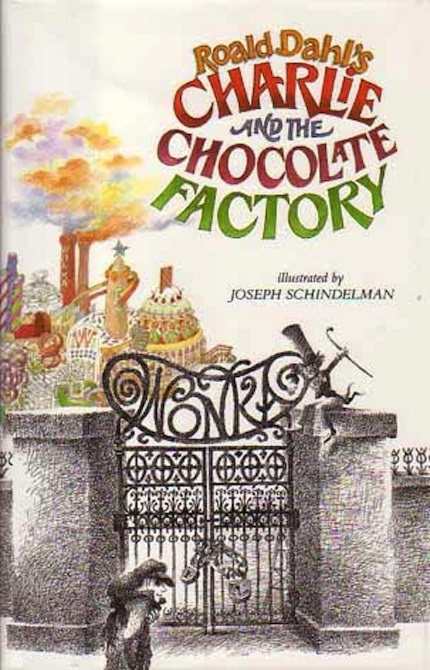 Roald Dahl's
CHARLIE
AND THE
CHOCOLATE
FACTORY
illustrated by
JOSEPH SCHINDELMAN
W
WONKA